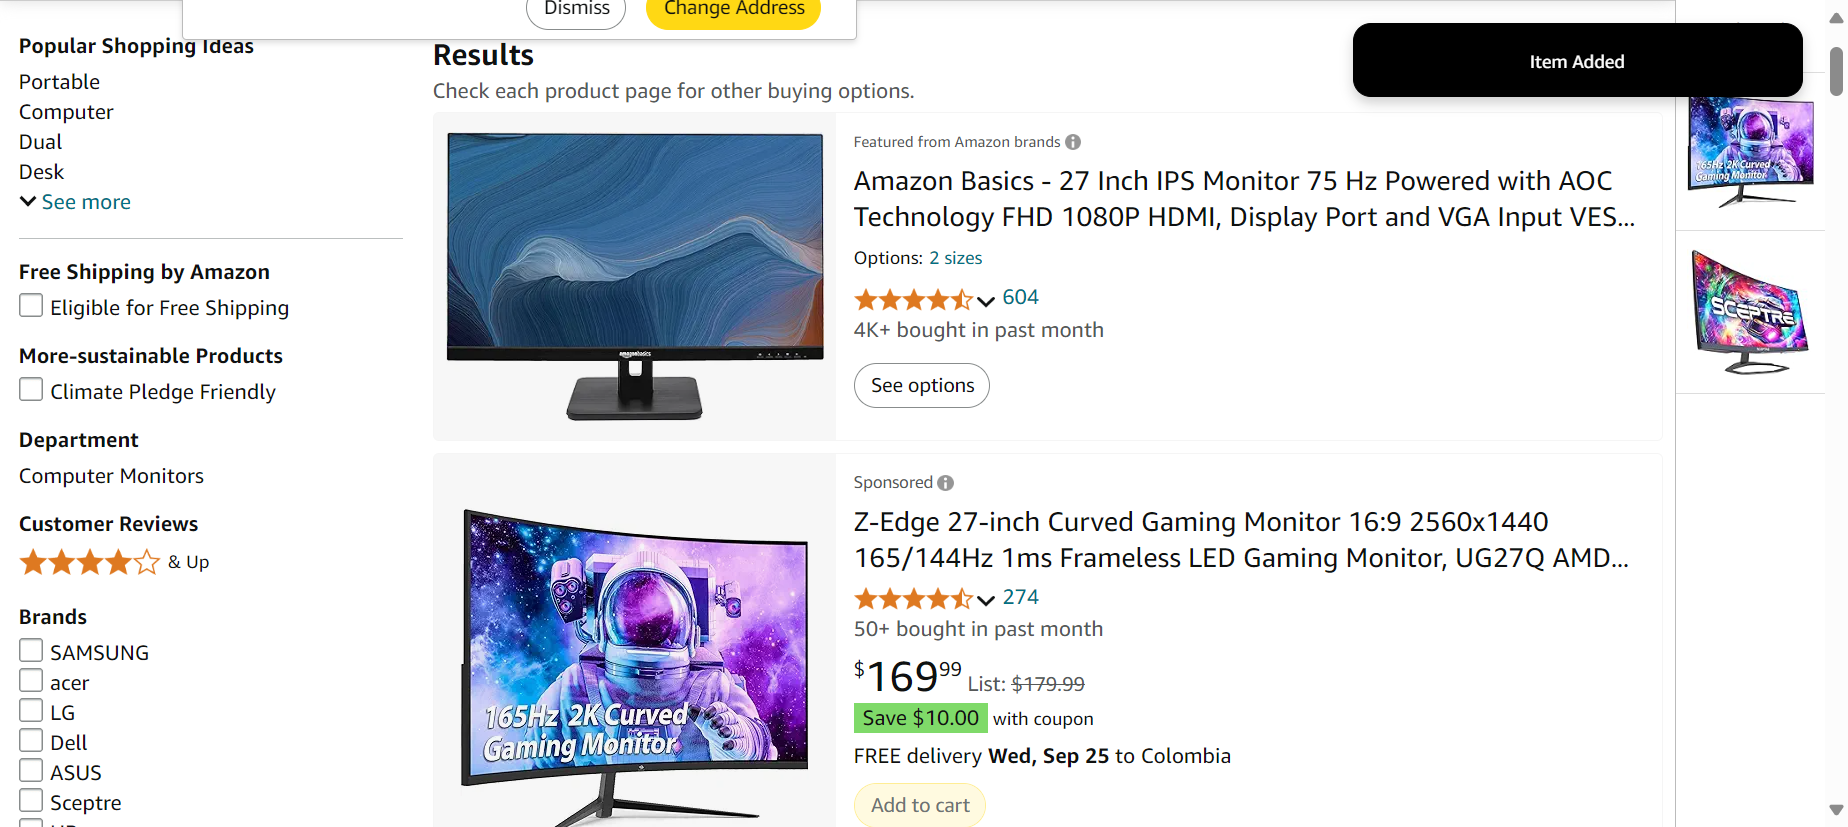 Dismiss
Change Address
Popular Shopping Ideas
Portable
Computer
Dual
Desk
See more
Free Shipping by Amazon
Eligible for Free Shipping
More-sustainable Products
Climate Pledge Friendly
Department
Computer Monitors
Customer Reviews
& Up
Brands
SAMSUNG
acer
LG
Dell
ASUS
Sceptre
Results
Check each product page for other buying options.
amazonbasics
Featured from Amazon brands
Amazon Basics - 27 Inch IPS Monitor 75 Hz Powered with AOC
Technology FHD 1080P HDMI, Display Port and VGA Input VES...
Options: 2 sizes
604
4K+ bought in past month
See options
165Hz 2K Curved
Gaming Monitor
Sponsored
Z-Edge 27-inch Curved Gaming Monitor 16:9 2560x1440
165/144Hz 1ms Frameless LED Gaming Monitor, UG27Q AMD...
274
50+ bought in past month
$169.99 List: $179.99
Save $10.00 with coupon
FREE delivery Wed, Sep 25 to Colombia
Add to cart
Item Added
165Hz 2K Curved
Gaming Monitor
SCEPTRE